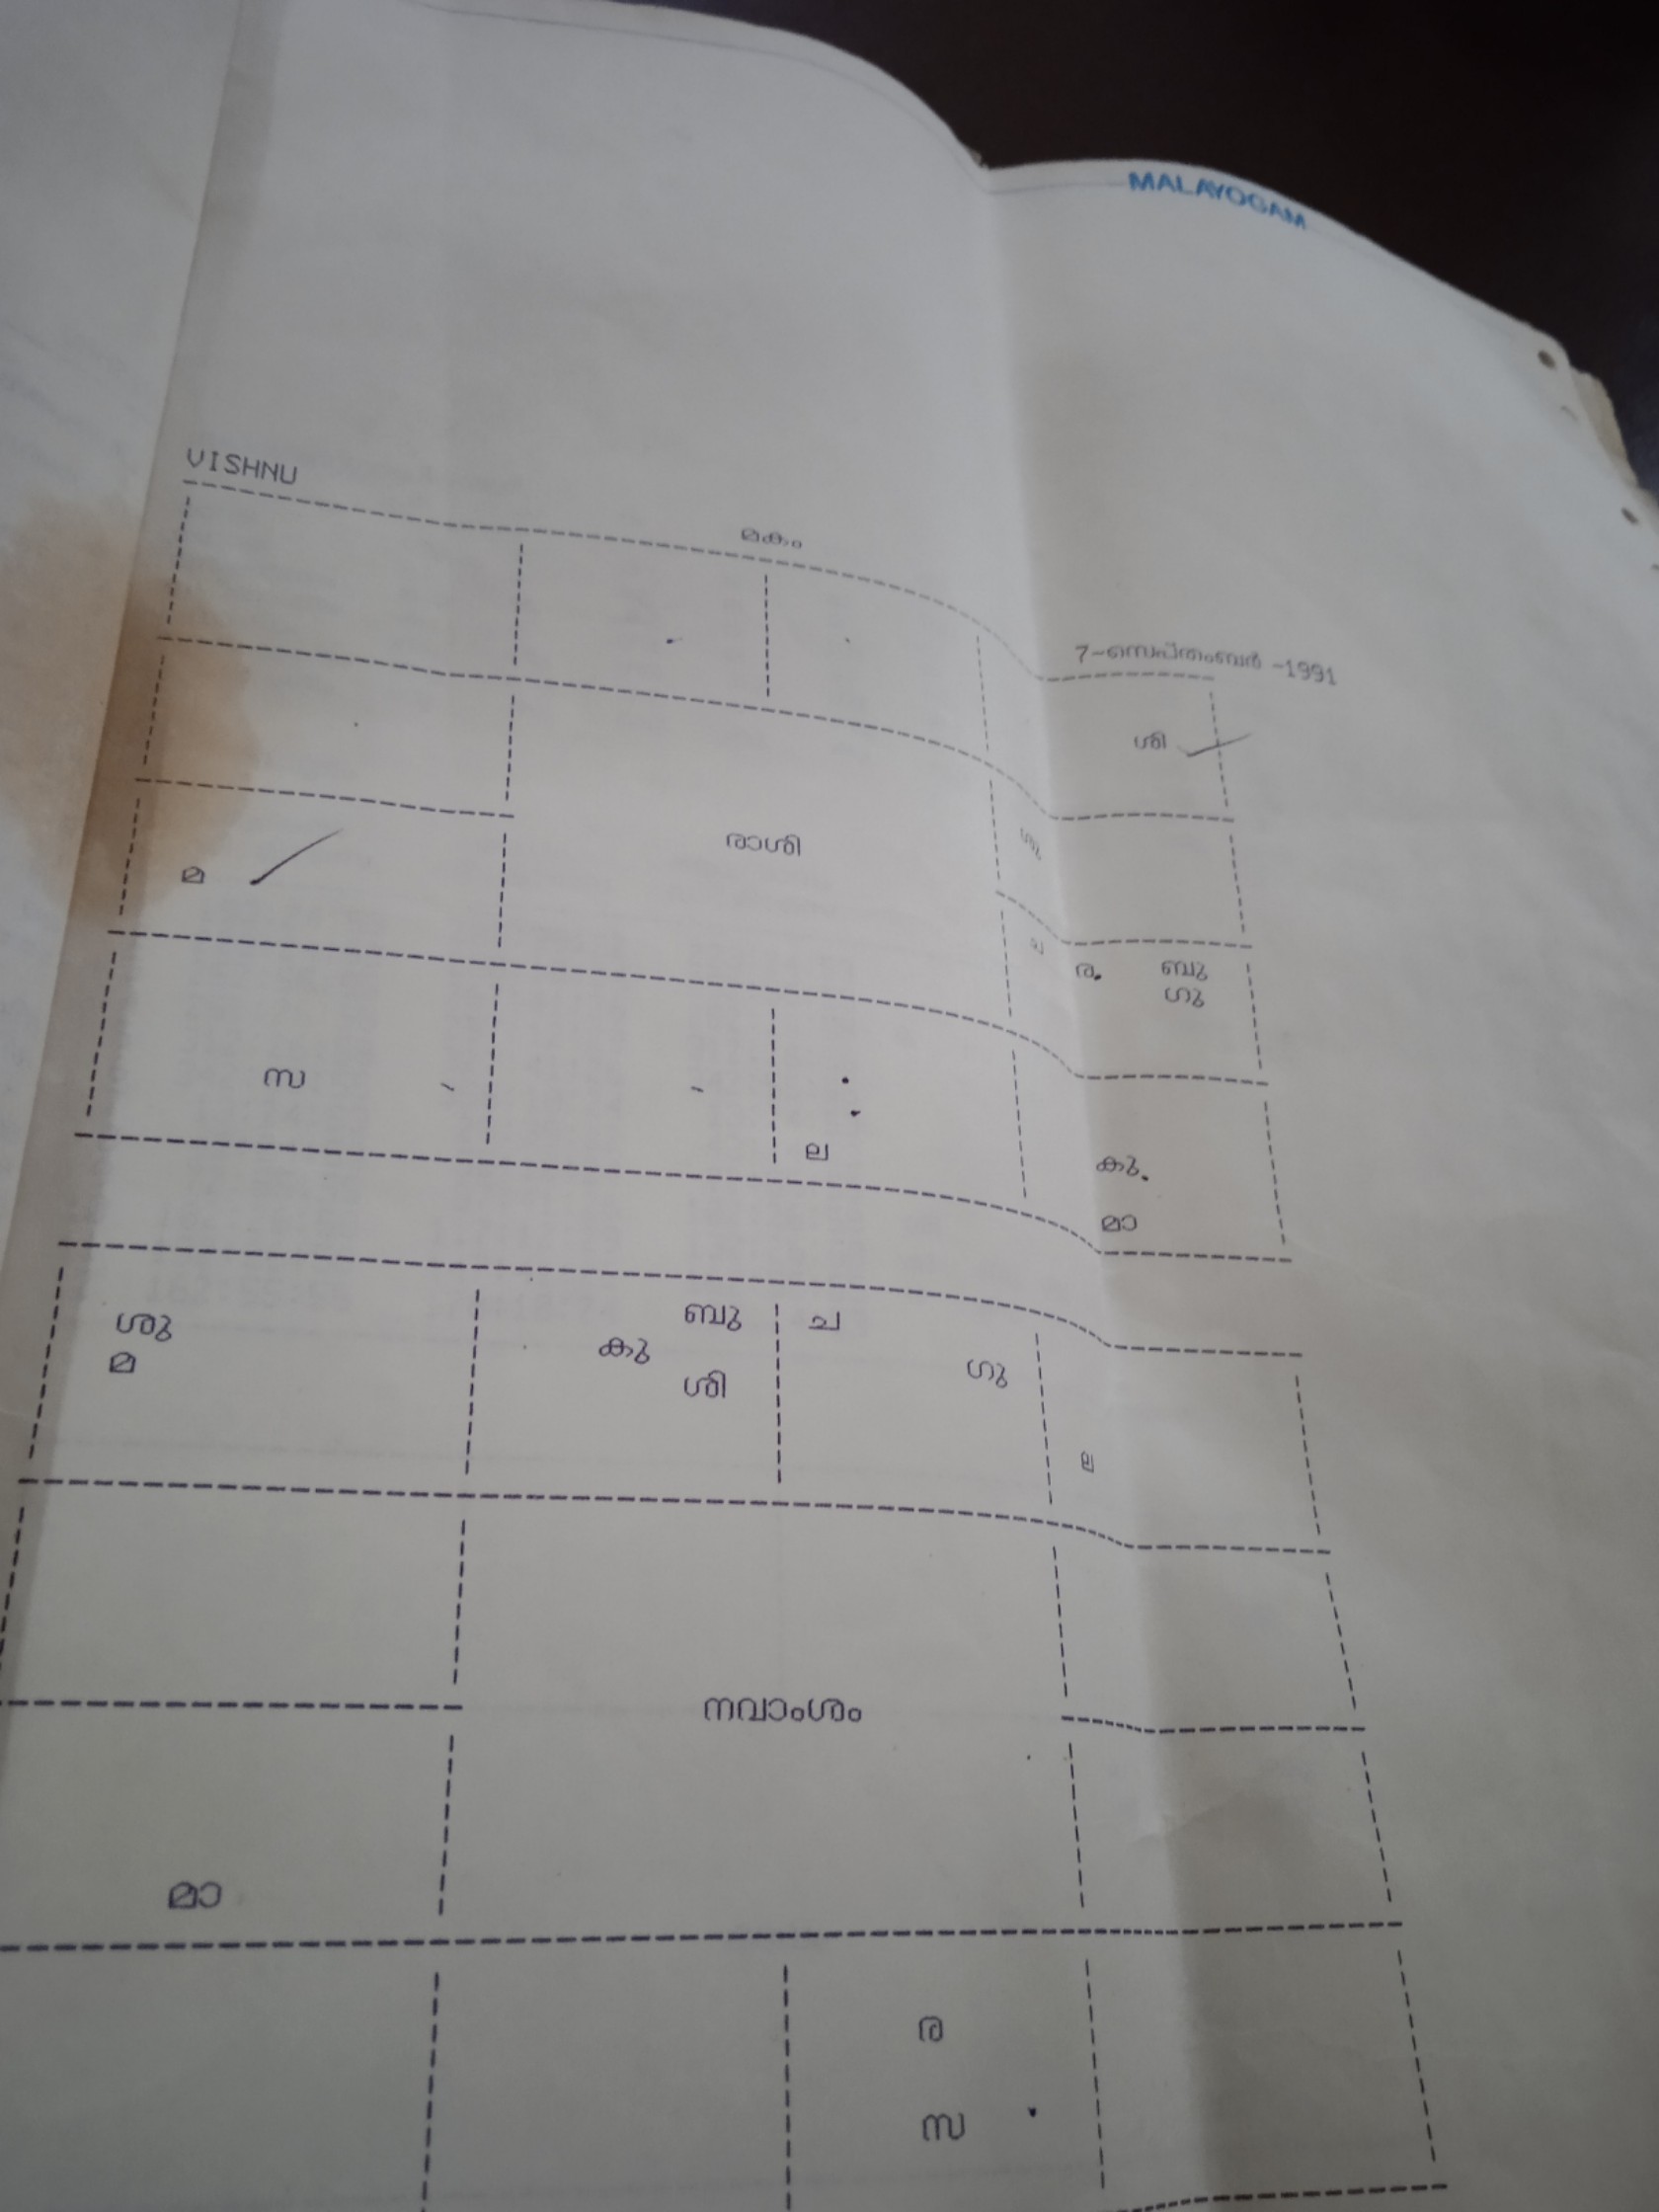 MALAYOGAM
VISHNU
മകം
7-സെപ്തംബർ -1991
ശി
രാശി
ശു
മ
ച ര. ബു
ഗു
സ
ല
കു.
മാ
ശു ബു ച
മ കു ഗു
ശി
ല
നവാംശം
മാ
ര
സ